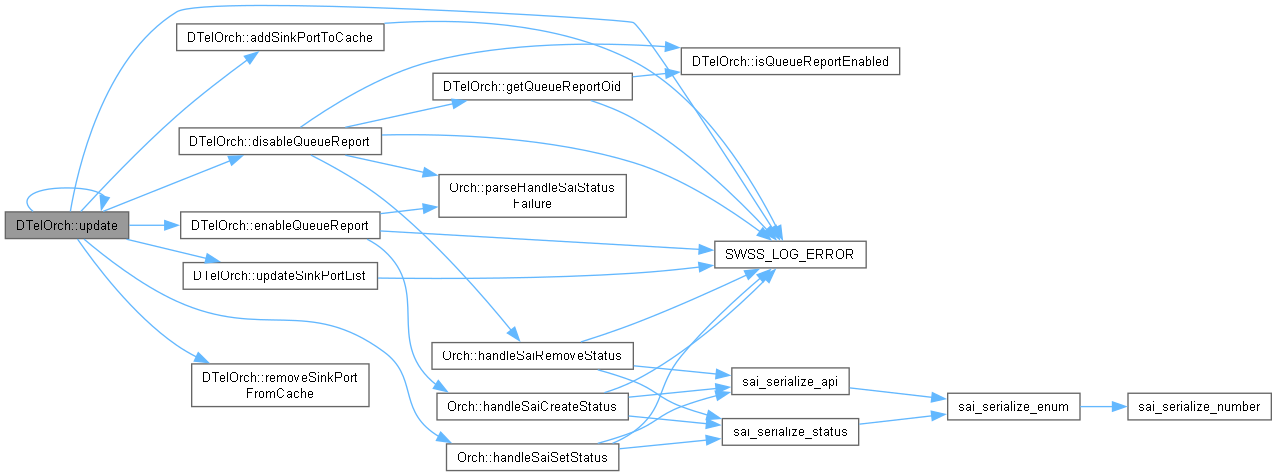 DTelOrch::addSinkPortToCache
DTelOrch::isQueueReportEnabled
DTelOrch::getQueueReportOid
DTelOrch::disableQueueReport
Orch::parseHandleSaiStatus
Failure
DTelOrch::update
DTelOrch::enableQueueReport
SWSS_LOG_ERROR
DTelOrch::updateSinkPortList
Orch::handleSaiRemoveStatus
DTelOrch::removeSinkPort
FromCache
sai_serialize_api
Orch::handleSaiCreateStatus
sai_serialize_enum
sai_serialize_number
sai_serialize_status
Orch::handleSaiSetStatus